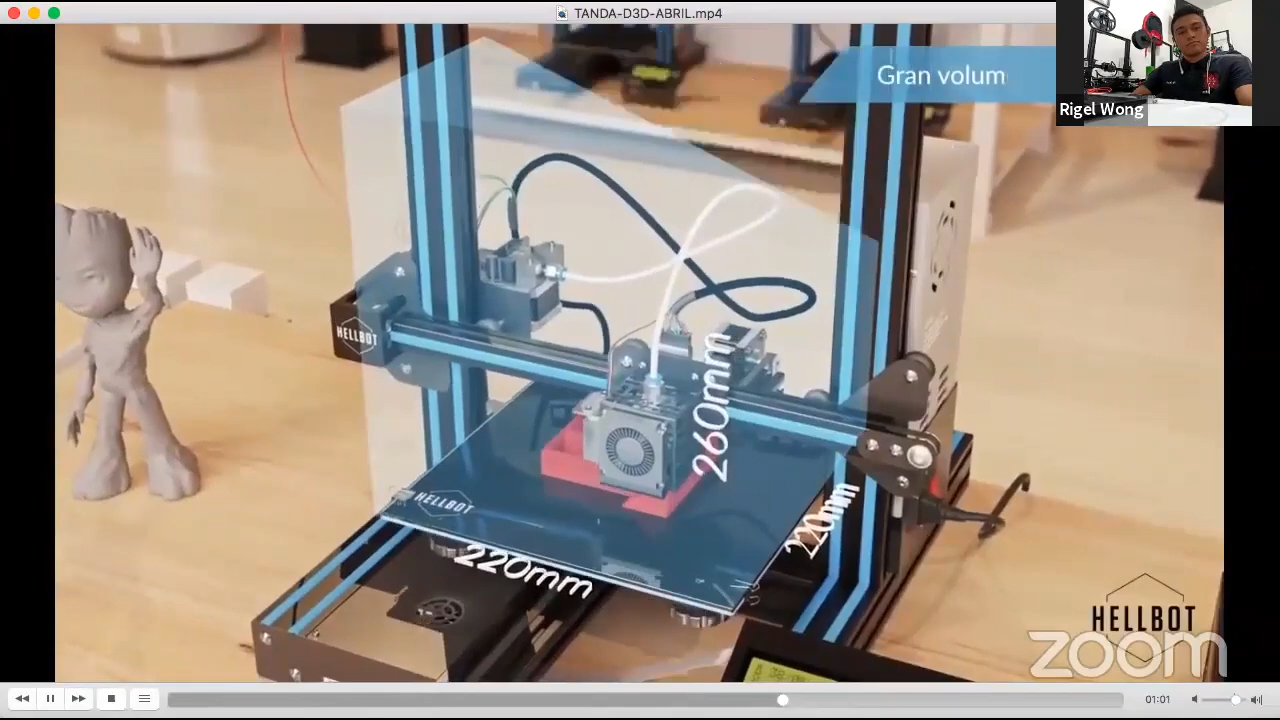 TANDA-D3D-ABRIL.mp4
Gran volum
Rigel Wong
HELLBOT
260mm
HELLBOT
220mm
220mm
HELLBOT
zoom
01:01